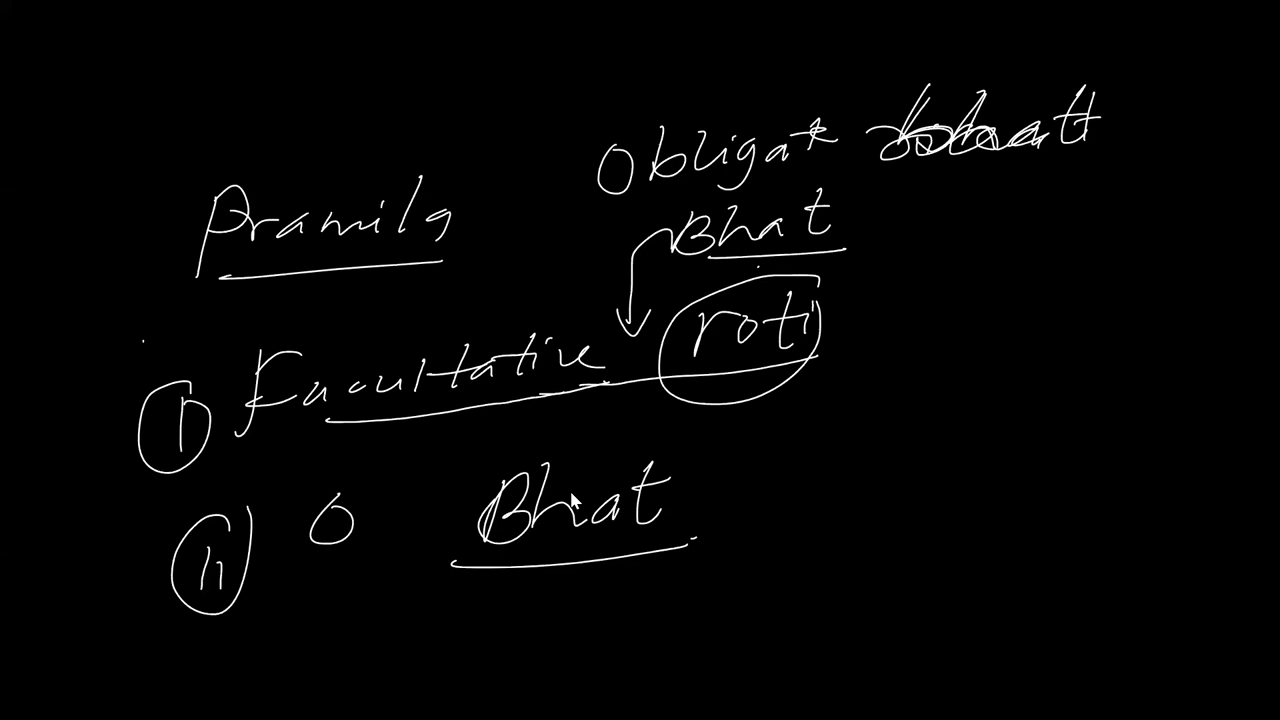 Obligat
Pramila
Bhat
roti
(i) Facultative
(ii) O Bhat